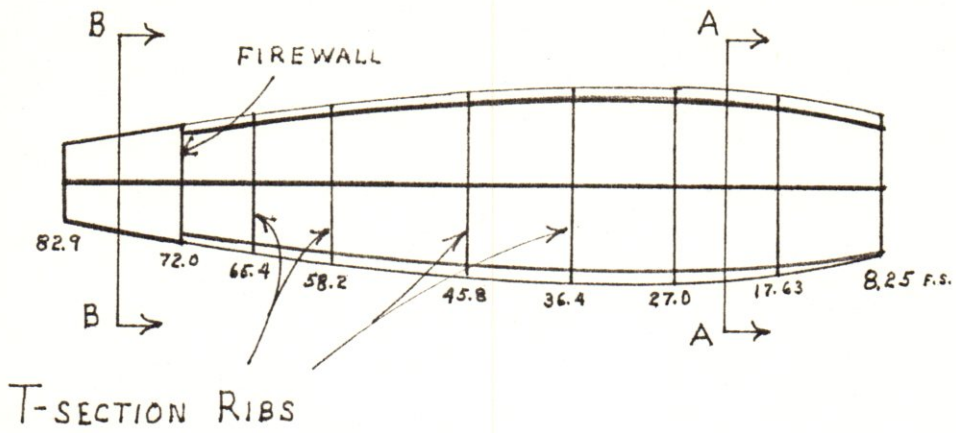 B
A
FIREWALL
82.9
72.0
65.4
58.2
45.8
36.4
27.0
17.63
8.25 F.S.
B
A
T-SECTION RIBS